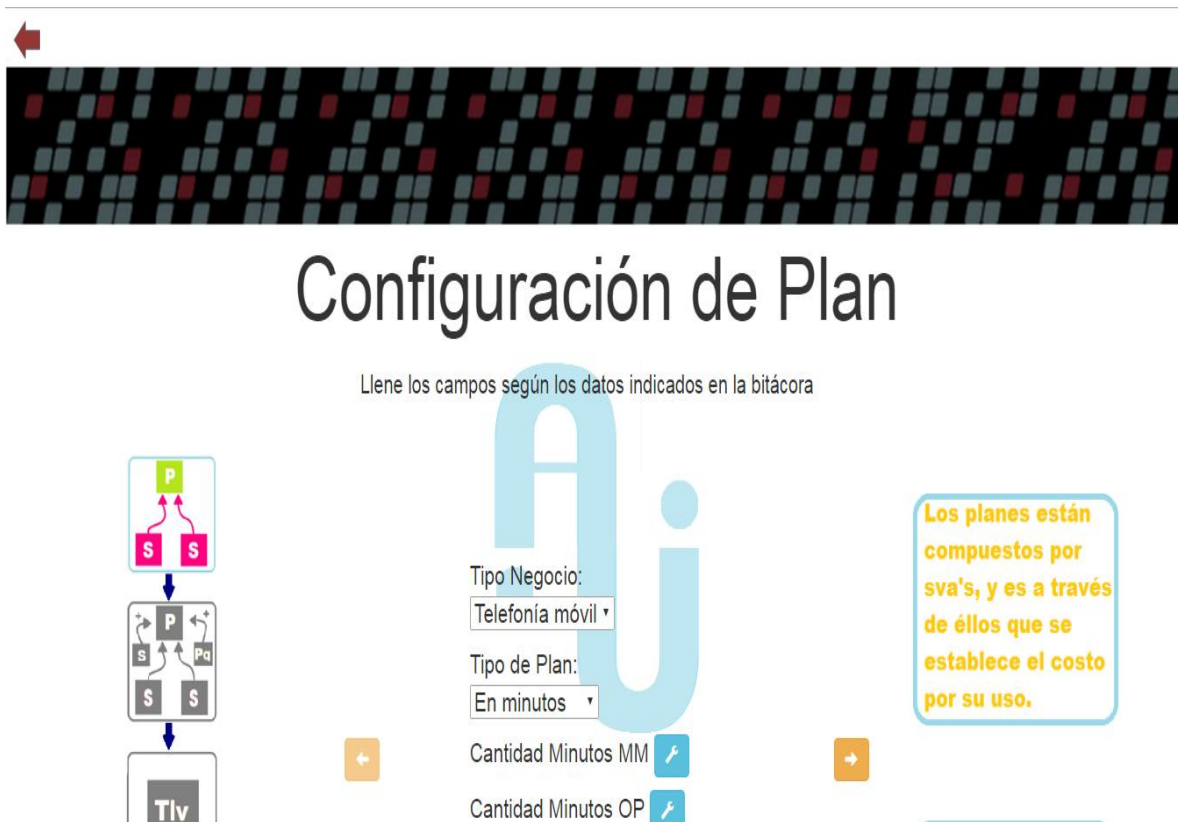 Configuración de Plan
Llene los campos según los datos indicados en la bitácora
P
S S
P
S Pq
S S
Tlv
Tipo Negocio:
Telefonía móvil
Tipo de Plan:
En minutos
Cantidad Minutos MM
Cantidad Minutos OP
Los planes están
compuestos por
sva's, y es a través
de éllos que se
establece el costo
por su uso.